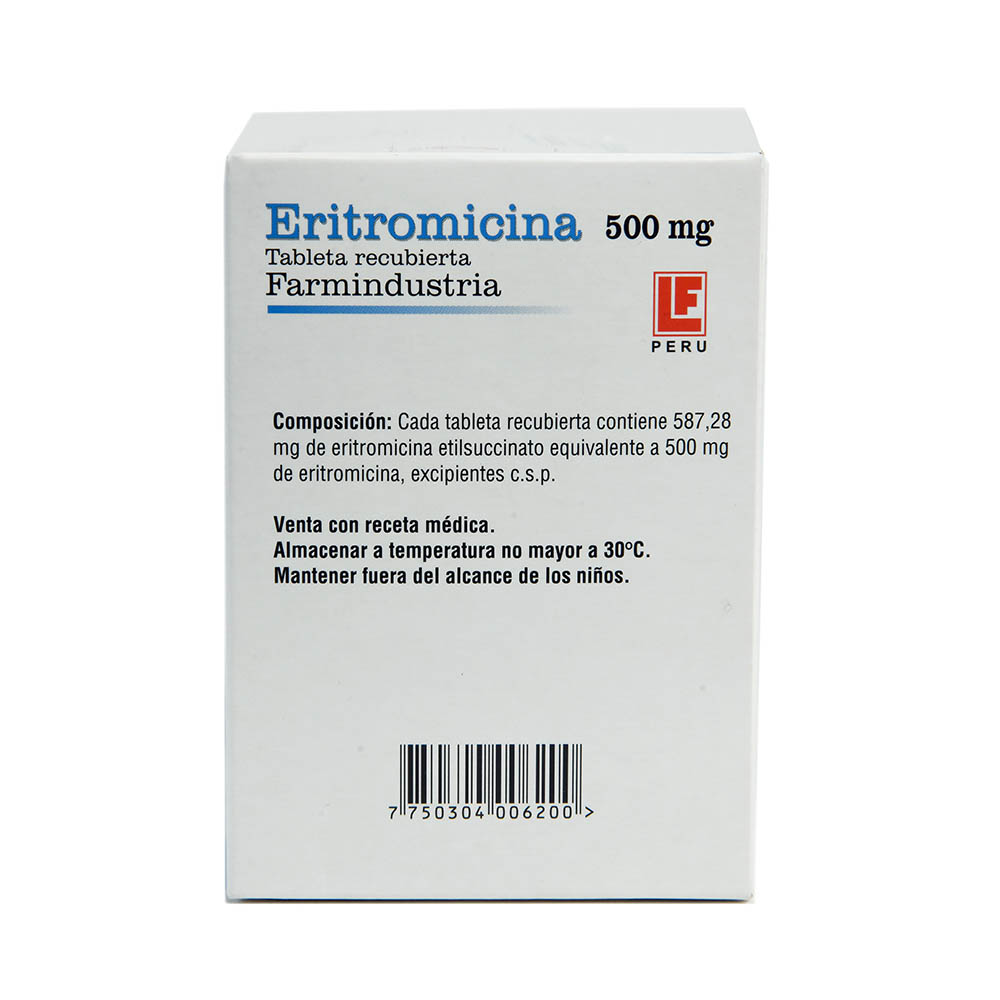 Eritromicina 500 mg
Tableta recubierta
Farmindustria
LF
PERU
Composición: Cada tableta recubierta contiene 587,28
mg de eritromicina etilsuccinato equivalente a 500 mg
de eritromicina, excipientes c.s.p.
Venta con receta médica.
Almacenar a temperatura no mayor a 30ºC.
Mantener fuera del alcance de los niños.
7 750304 006200 >